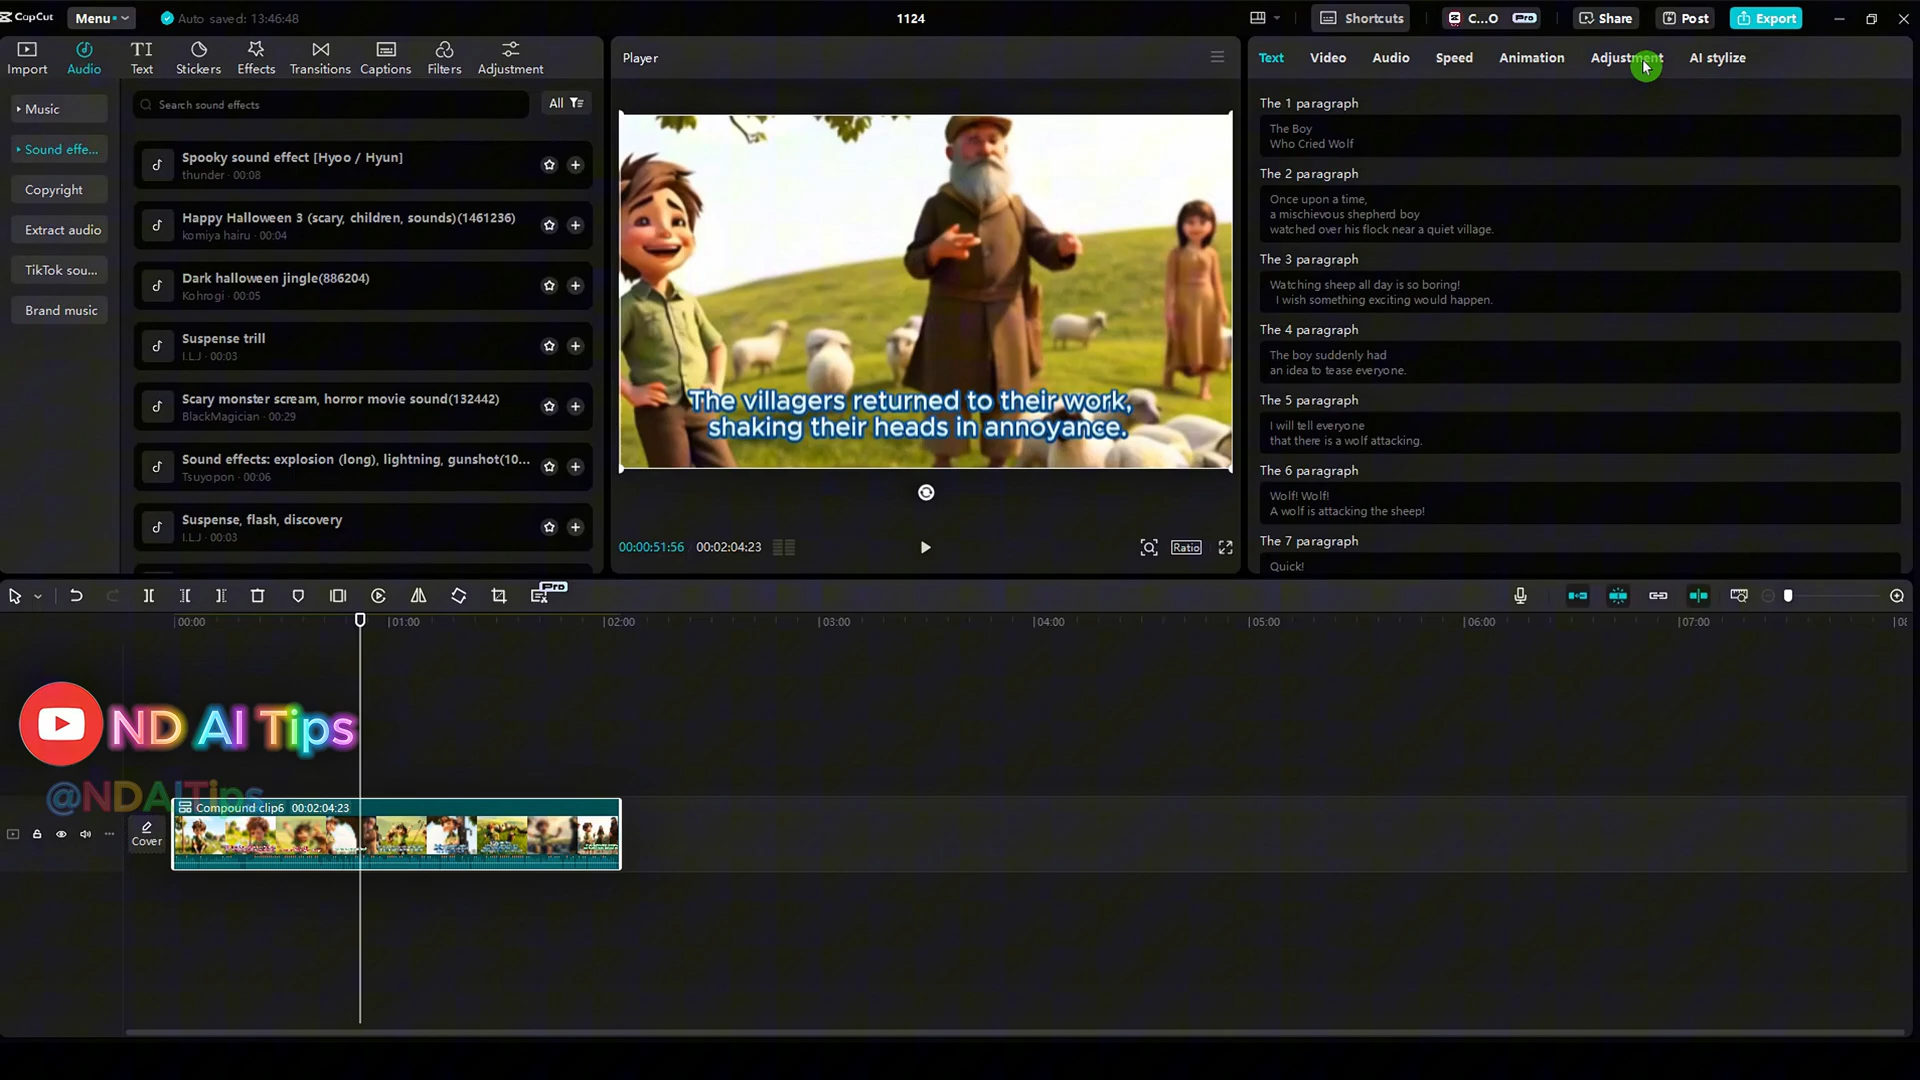 CapCut
Menu
Auto saved: 13:46:48
1124
Shortcuts
C...O
Pro
Share
Post
Export
Import
Audio
Text
Stickers
Effects
Transitions
Captions
Filters
Adjustment
Player
Text
Video
Audio
Speed
Animation
Adjustment
AI stylize
Music
Sound effe...
Copyright
Extract audio
TikTok sou...
Brand music
Search sound effects
All
Spooky sound effect [Hyoo / Hyun]
thunder · 00:08
Happy Halloween 3 (scary, children, sounds)(1461236)
komiya hairu · 00:04
Dark halloween jingle(886204)
Kohrogi · 00:05
Suspense trill
I.L.J · 00:03
Scary monster scream, horror movie sound(132442)
BlackMagician · 00:29
Sound effects: explosion (long), lightning, gunshot(10...
Tsuyopon · 00:06
Suspense, flash, discovery
I.L.J · 00:03
The villagers returned to their work,
shaking their heads in annoyance.
00:00:51:56
00:02:04:23
Ratio
The 1 paragraph
The Boy
Who Cried Wolf
The 2 paragraph
Once upon a time,
a mischievous shepherd boy
watched over his flock near a quiet village.
The 3 paragraph
Watching sheep all day is so boring!
I wish something exciting would happen.
The 4 paragraph
The boy suddenly had
an idea to tease everyone.
The 5 paragraph
I will tell everyone
that there is a wolf attacking.
The 6 paragraph
Wolf! Wolf!
A wolf is attacking the sheep!
The 7 paragraph
Quick!
Pro
00:00
01:00
02:00
03:00
04:00
05:00
06:00
07:00
ND AI Tips
@NDAITips
Compound clip6 00:02:04:23
Cover